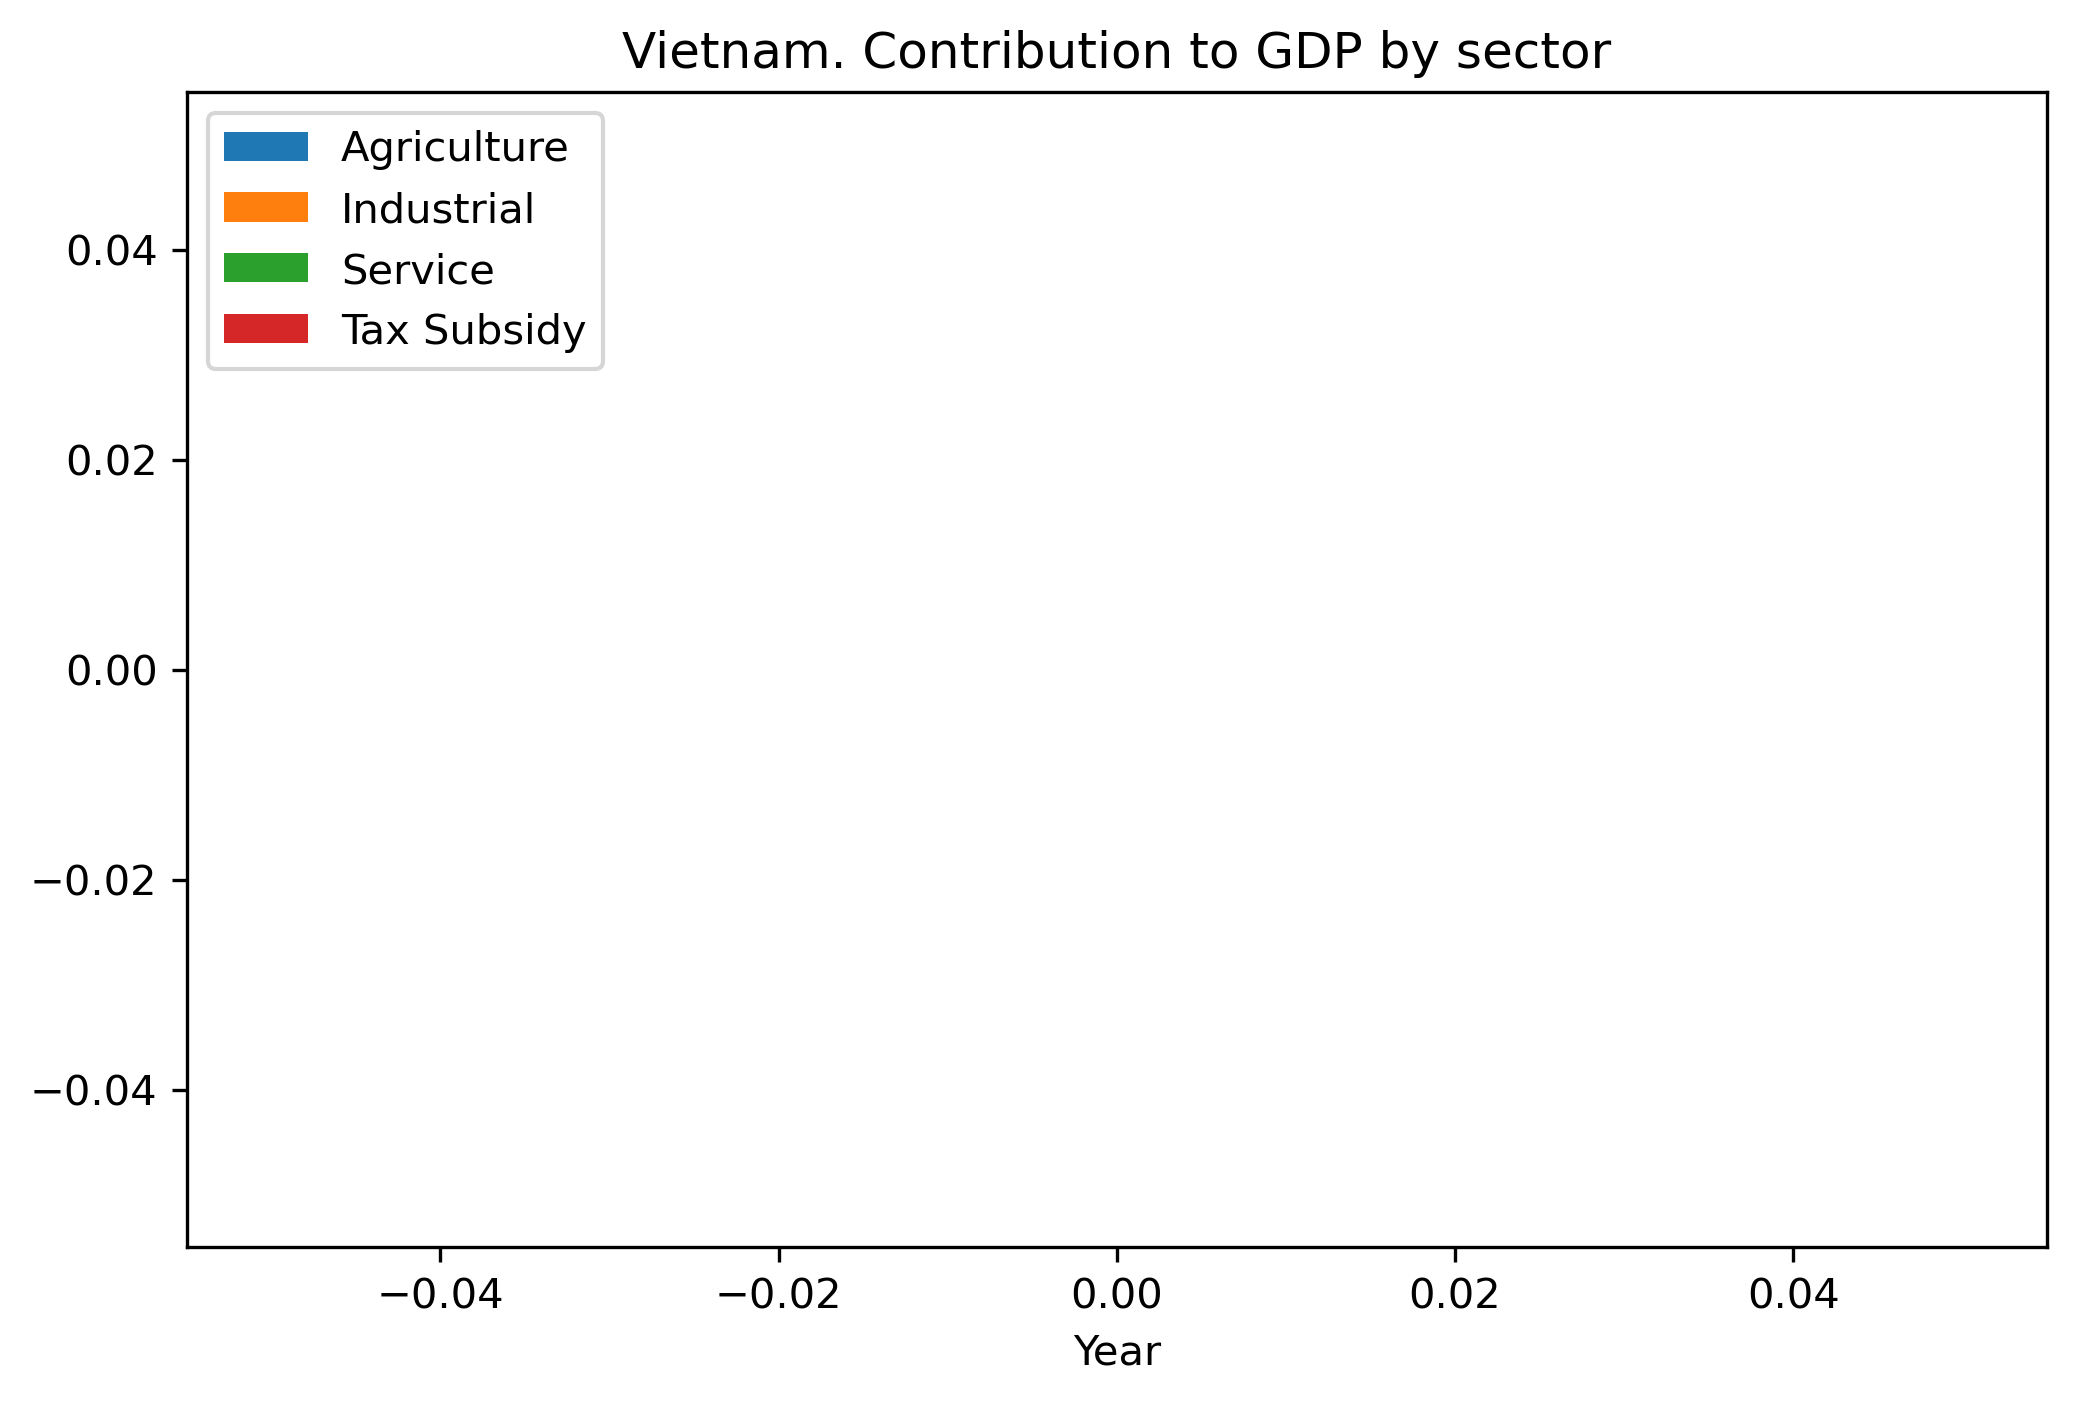 Vietnam. Contribution to GDP by sector
Agriculture
Industrial
Service
Tax Subsidy
0.04
0.02
0.00
−0.02
−0.04
−0.04 −0.02 0.00 0.02 0.04
Year